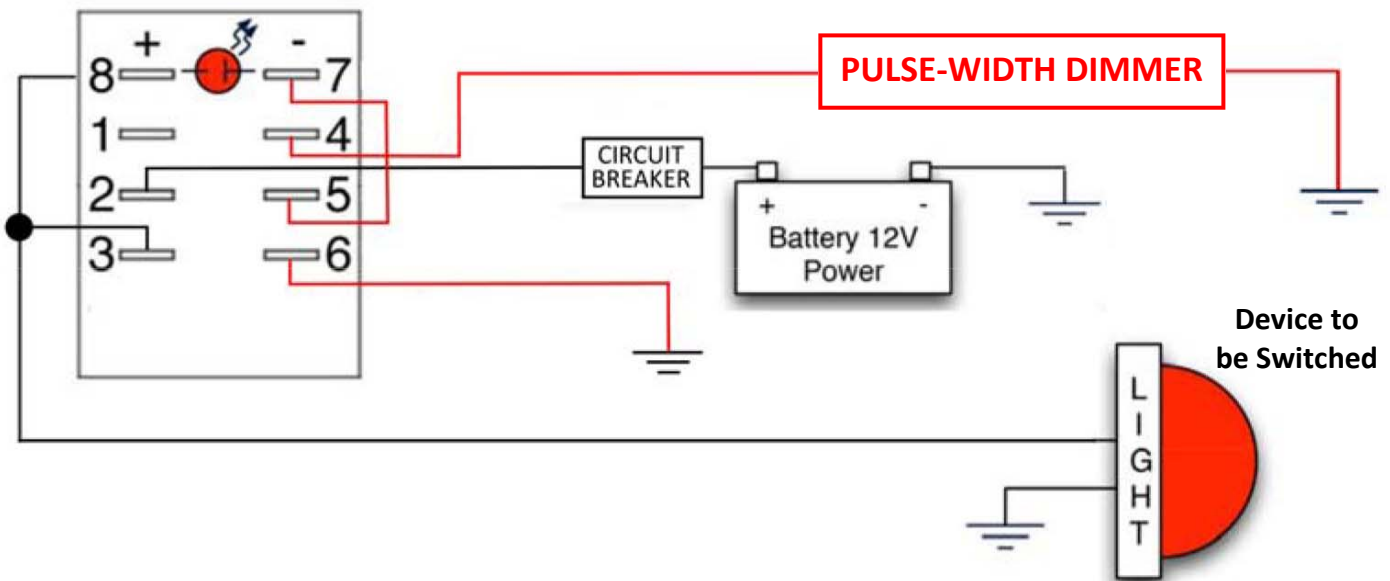 + -
8 7
PULSE-WIDTH DIMMER
1 4
CIRCUIT
BREAKER
2 5
+ -
Battery 12V
Power
3 6
Device to
be Switched
L
I
G
H
T